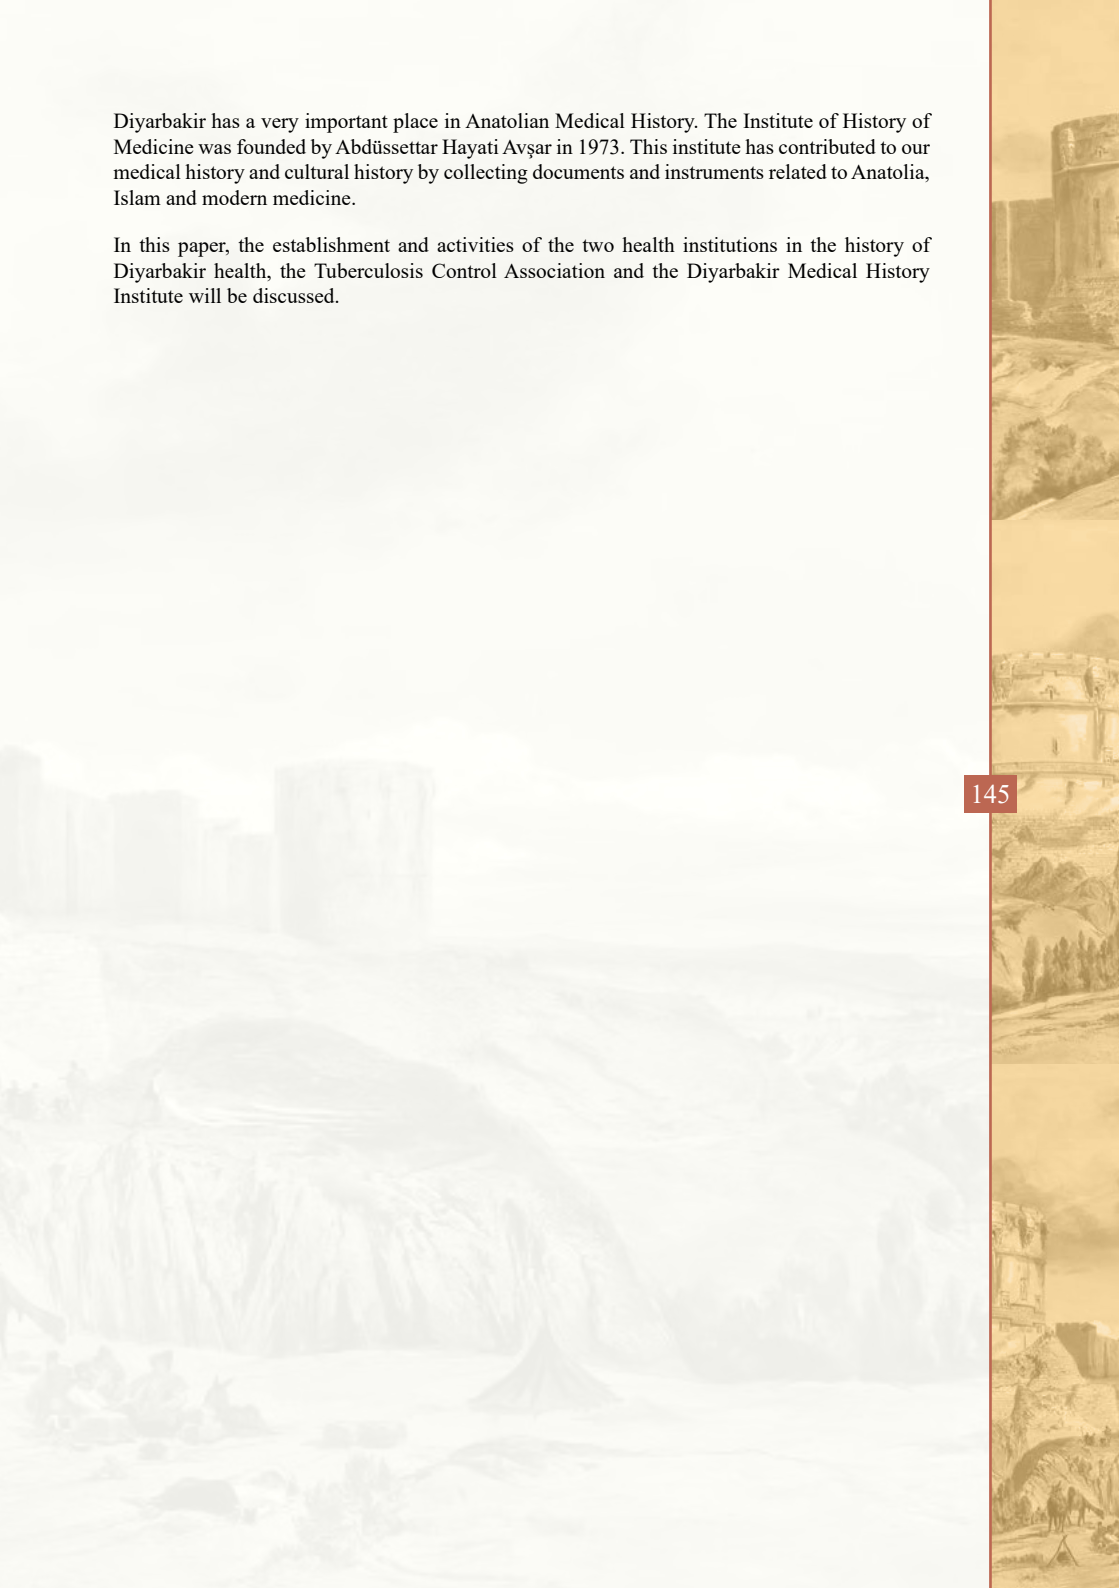 Diyarbakir has a very important place in Anatolian Medical History. The Institute of History of
Medicine was founded by Abdüssettar Hayati Avşar in 1973. This institute has contributed to our
medical history and cultural history by collecting documents and instruments related to Anatolia,
Islam and modern medicine.
In this paper, the establishment and activities of the two health institutions in the history of
Diyarbakir health, the Tuberculosis Control Association and the Diyarbakir Medical History
Institute will be discussed.
145